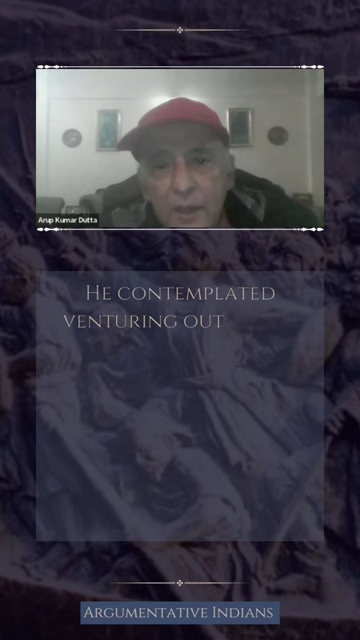 Arup Kumar Dutta
He contemplated
venturing out
Argumentative Indians